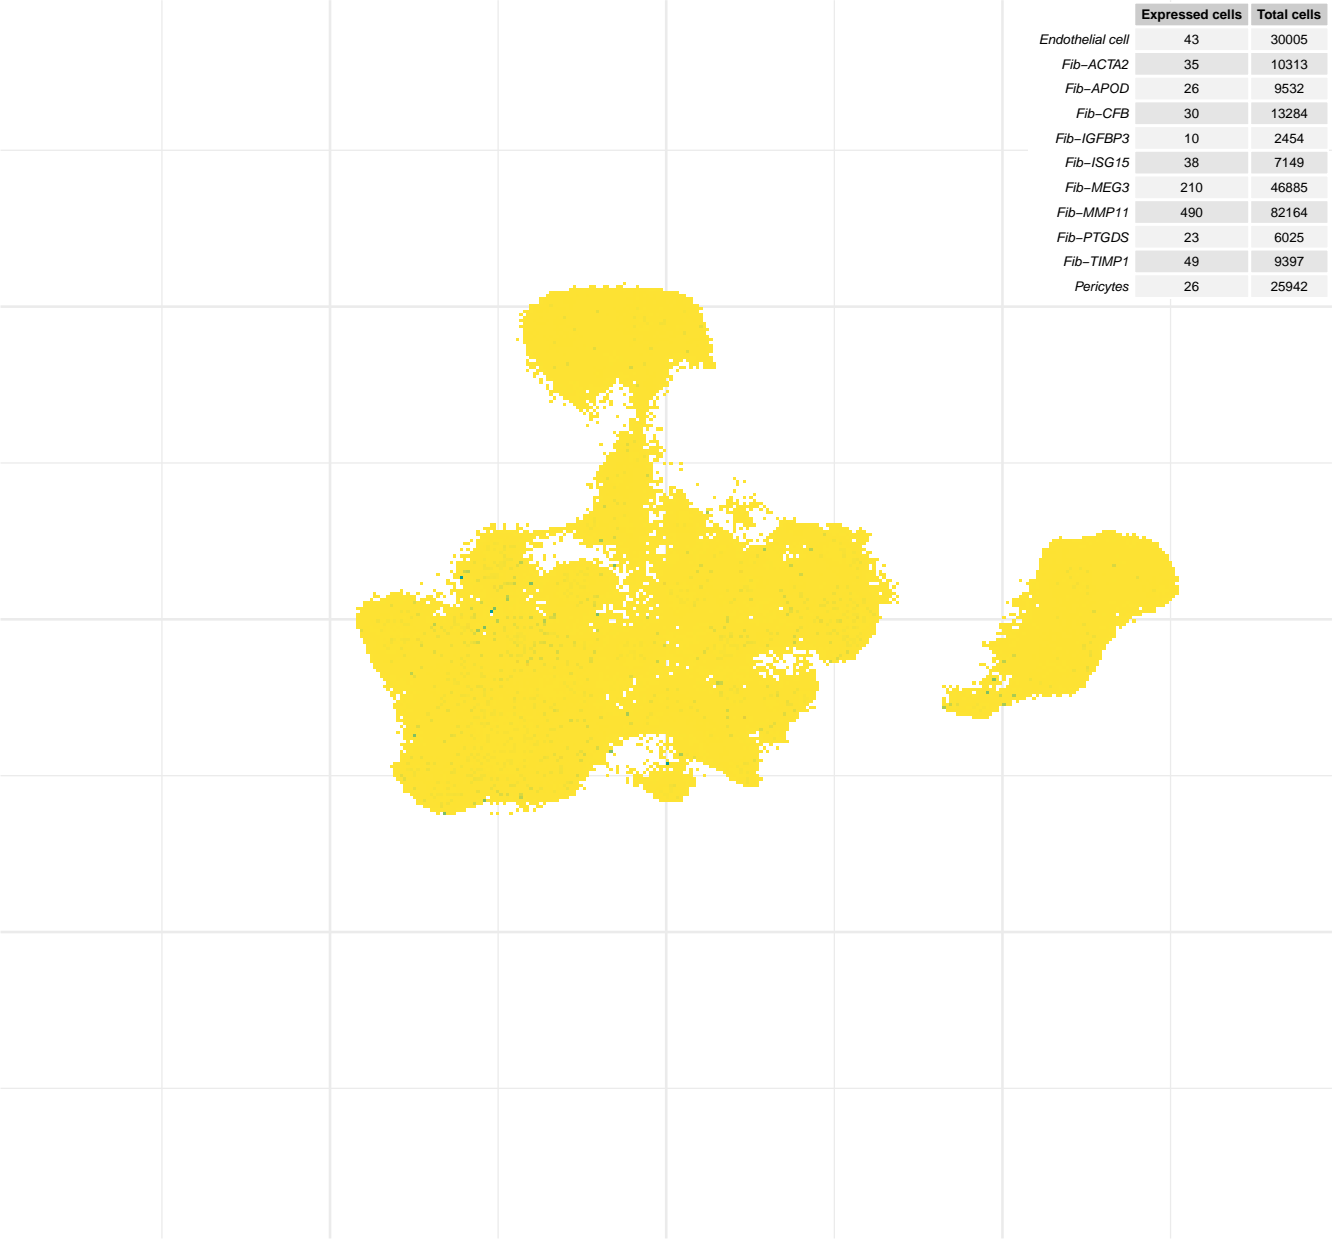 Expressed cells Total cells
Endothelial cell 43 30005
Fib−ACTA2 35 10313
Fib−APOD 26 9532
Fib−CFB 30 13284
Fib−IGFBP3 10 2454
Fib−ISG15 38 7149
Fib−MEG3 210 46885
Fib−MMP11 490 82164
Fib−PTGDS 23 6025
Fib−TIMP1 49 9397
Pericytes 26 25942